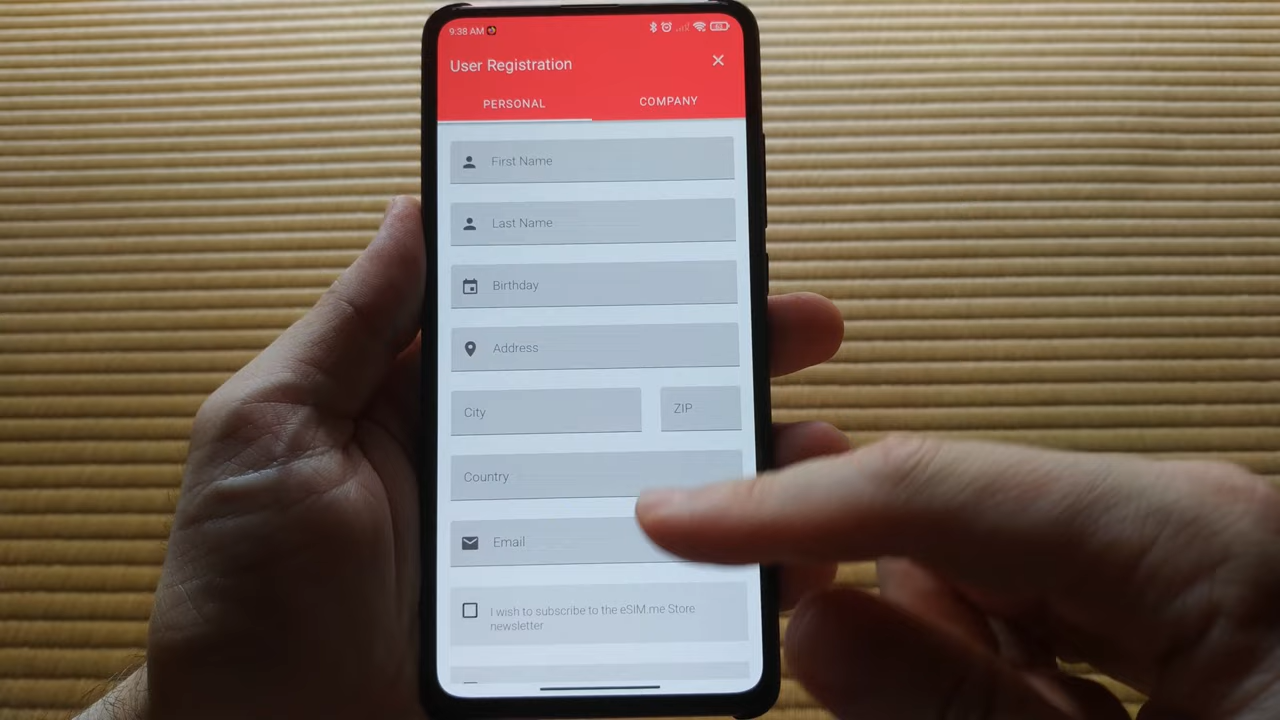 9:38 AM
User Registration
PERSONAL COMPANY
First Name
Last Name
Birthday
Address
City ZIP
Country
Email
I wish to subscribe to the eSIM.me Store
newsletter